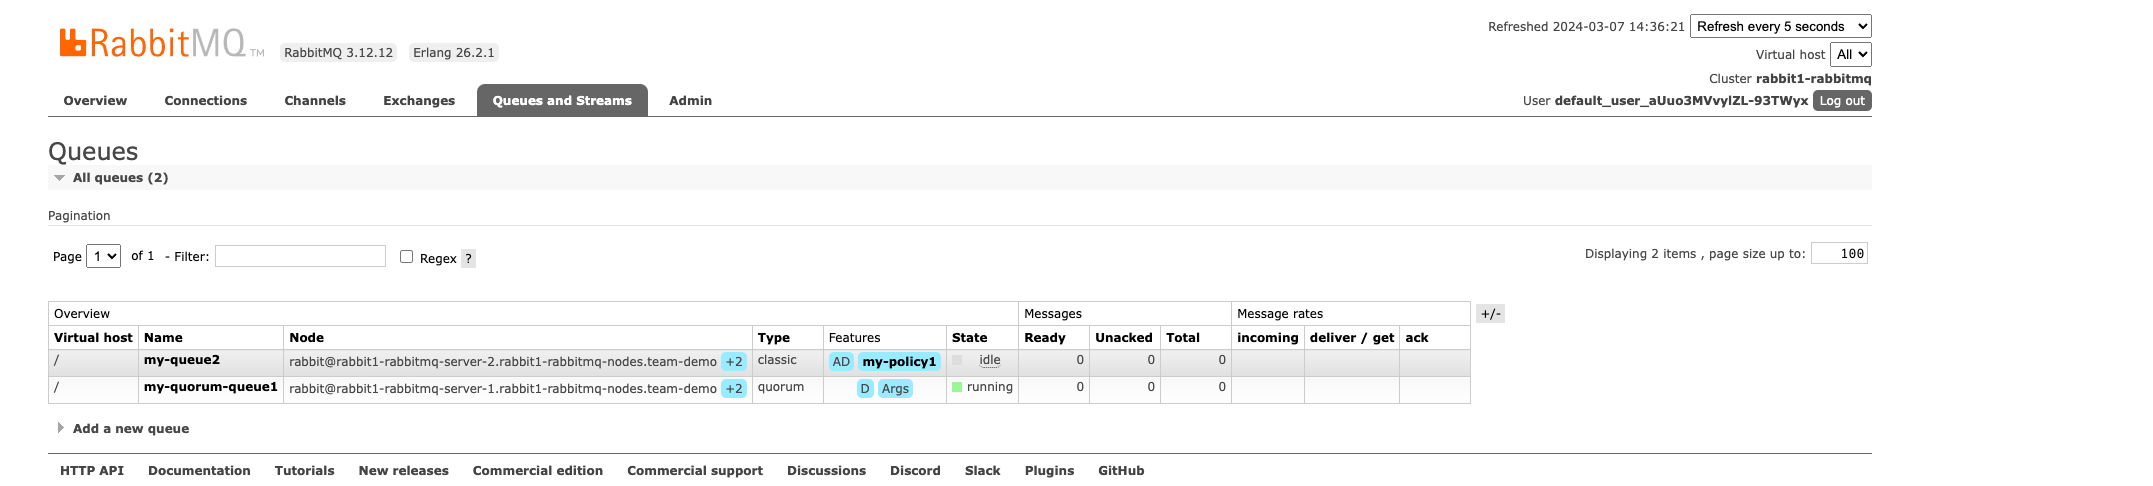 Refreshed 2024-03-07 14:36:21 Refresh every 5 seconds
RabbitMQ TM RabbitMQ 3.12.12 Erlang 26.2.1
Virtual host All
Cluster rabbit1-rabbitmq
User default_user_aUuo3MVvylZL-93TWyx Log out
Overview Connections Channels Exchanges Queues and Streams Admin
Queues
All queues (2)
Pagination
Page 1 of 1 - Filter: Regex ? Displaying 2 items , page size up to: 100
Overview Messages Message rates +/-
Virtual host Name Node Type Features State Ready Unacked Total incoming deliver / get ack
/ my-queue2 rabbit@rabbit1-rabbitmq-server-2.rabbit1-rabbitmq-nodes.team-demo +2 classic AD my-policy1 idle 0 0 0
/ my-quorum-queue1 rabbit@rabbit1-rabbitmq-server-1.rabbit1-rabbitmq-nodes.team-demo +2 quorum D Args running 0 0 0
Add a new queue
HTTP API Documentation Tutorials New releases Commercial edition Commercial support Discussions Discord Slack Plugins GitHub